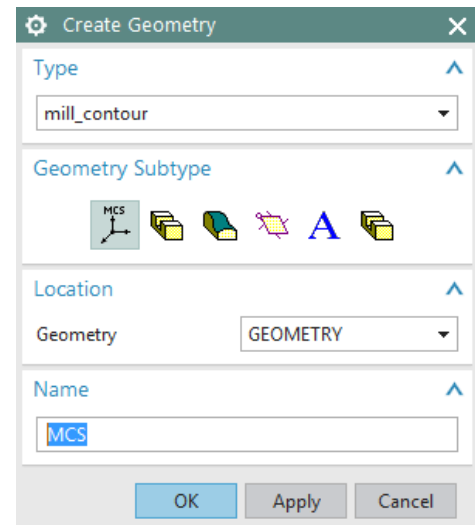 Create Geometry
Type
mill_contour
Geometry Subtype
MCS
A
Location
Geometry GEOMETRY
Name
MCS
OK Apply Cancel